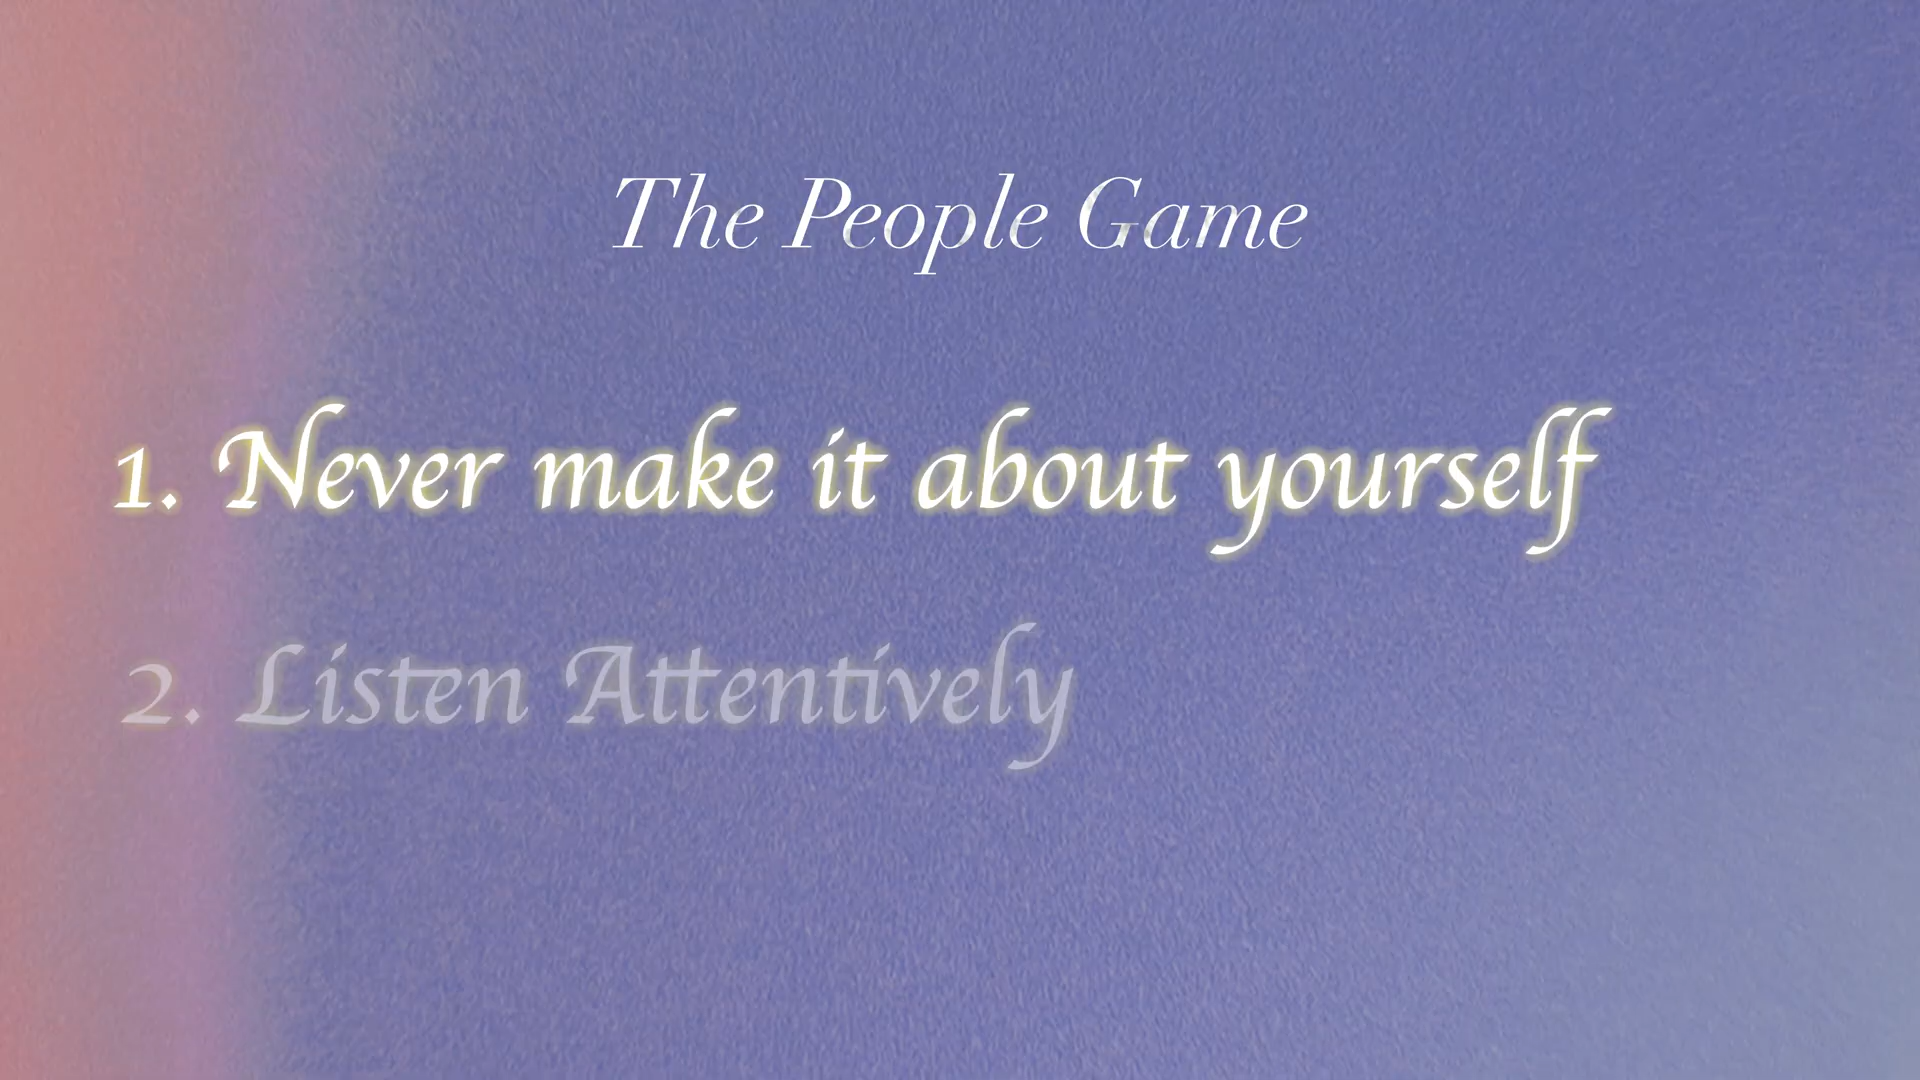 The People Game
1. Never make it about yourself
2. Listen Attentively